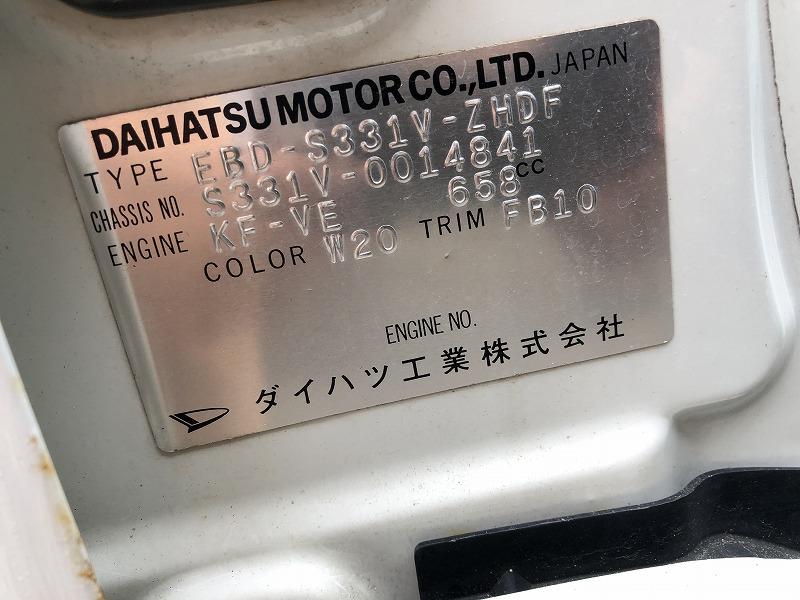 DAIHATSU MOTOR CO.,LTD. JAPAN
TYPE EBD-S331V-ZHDF
CHASSIS NO. S331V-0014841
ENGINE KF-VE 658cc
COLOR W20 TRIM FB10
ENGINE NO.
ダイハツ工業株式会社